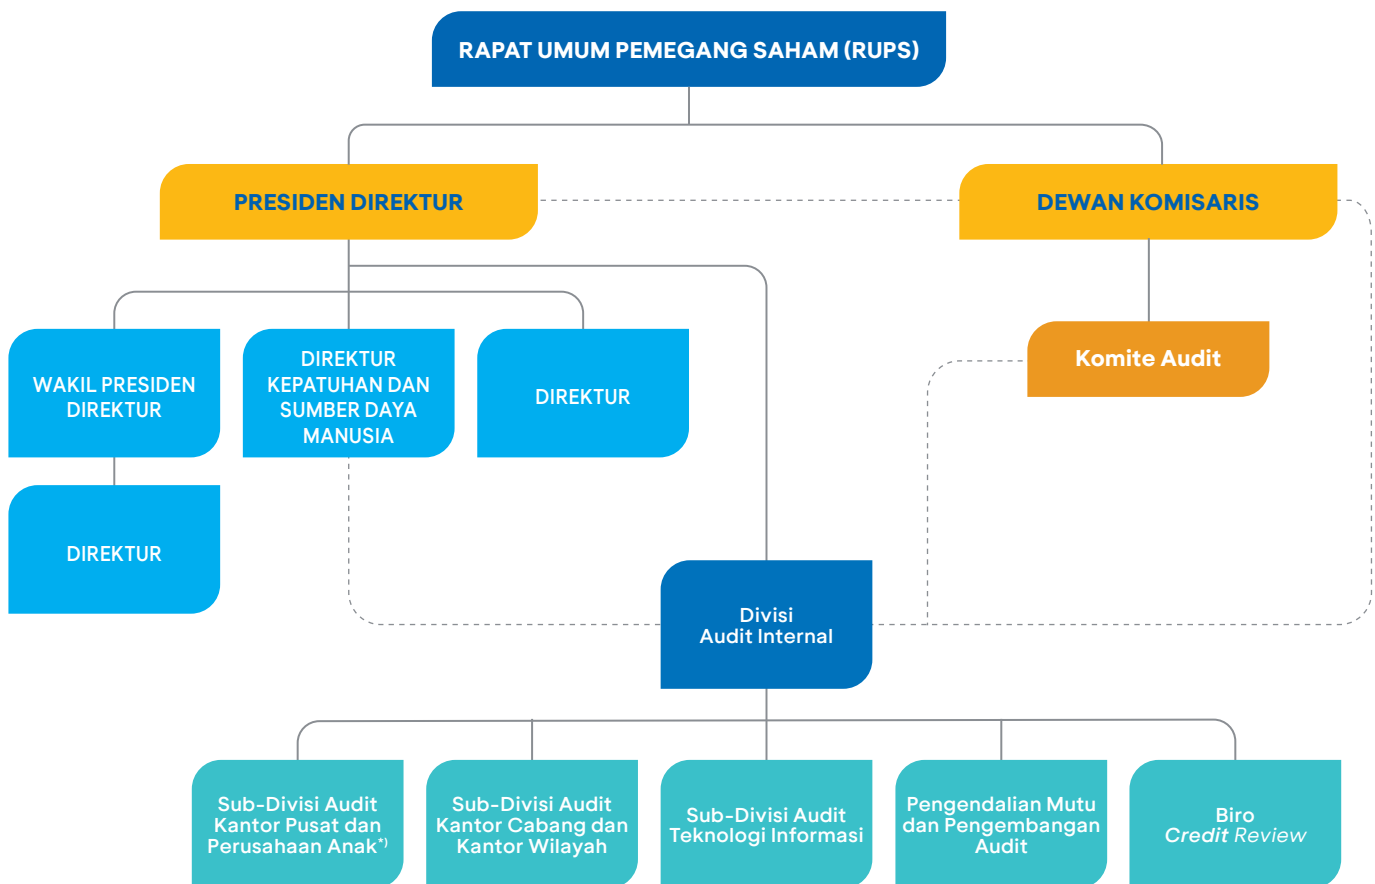 RAPAT UMUM PEMEGANG SAHAM (RUPS)
PRESIDEN DIREKTUR
DEWAN KOMISARIS
WAKIL PRESIDEN
DIREKTUR
DIREKTUR
KEPATUHAN DAN
SUMBER DAYA
MANUSIA
DIREKTUR
Komite Audit
DIREKTUR
Divisi
Audit Internal
Sub-Divisi Audit
Kantor Pusat dan
Perusahaan Anak*)
Sub-Divisi Audit
Kantor Cabang dan
Kantor Wilayah
Sub-Divisi Audit
Teknologi Informasi
Pengendalian Mutu
dan Pengembangan
Audit
Biro
Credit Review